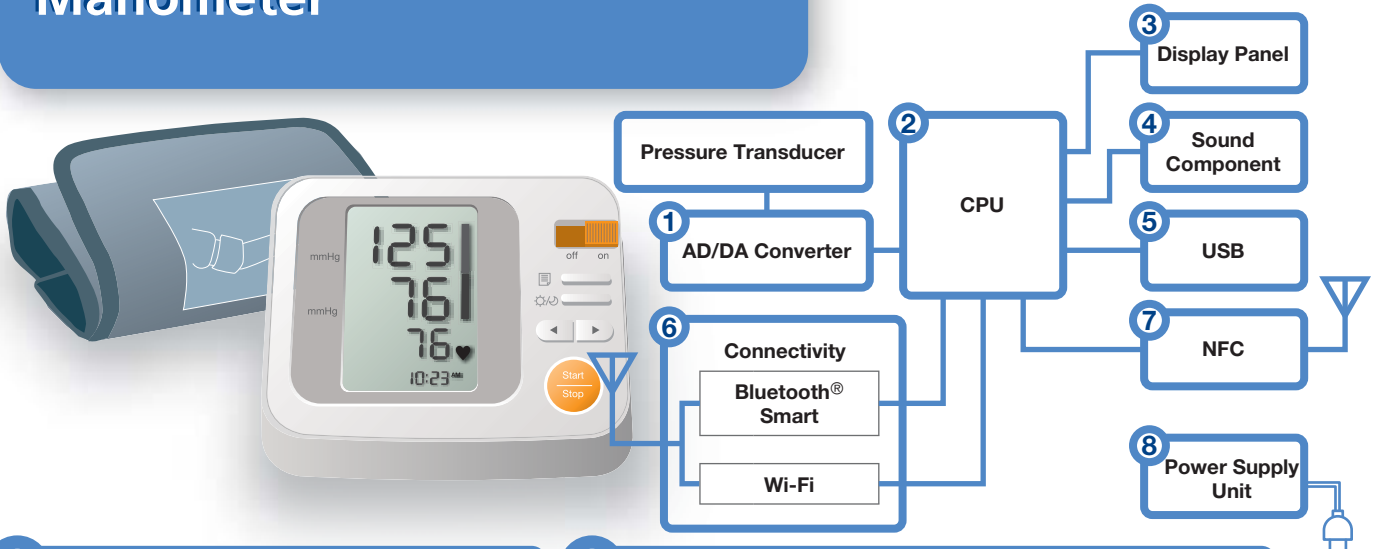 Manometer
125
mmHg
76
mmHg
76
10:23 AM
off on
Start
Stop
Pressure Transducer
1
AD/DA Converter
2
CPU
3
Display Panel
4
Sound
Component
5
USB
6
Connectivity
Bluetooth®
Smart
Wi-Fi
7
NFC
8
Power Supply
Unit